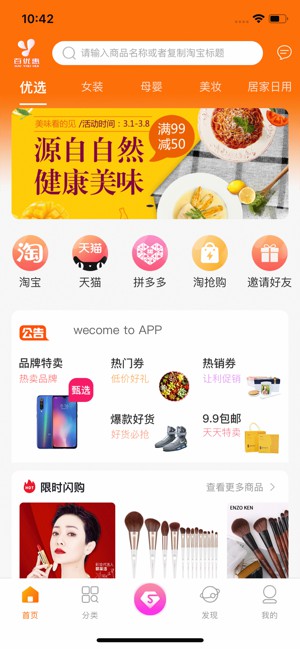 10:42
百优惠
请输入商品名称或者复制淘宝标题
优选 女装 母婴 美妆 居家日用
美味看的见 /活动时间：3.1-3.8
满99
减50
源自自然
健康美味
淘 天猫
淘宝 天猫 拼多多 淘抢购 邀请好友
公告 wecome to APP
品牌特卖 热门券 热销券
热卖品牌 低价好礼 让利促销
甄选
爆款好货 9.9包邮
好货必抢 天天特卖
HOT 限时闪购 查看更多商品 >
ENZO KEN
首页 分类 发现 我的